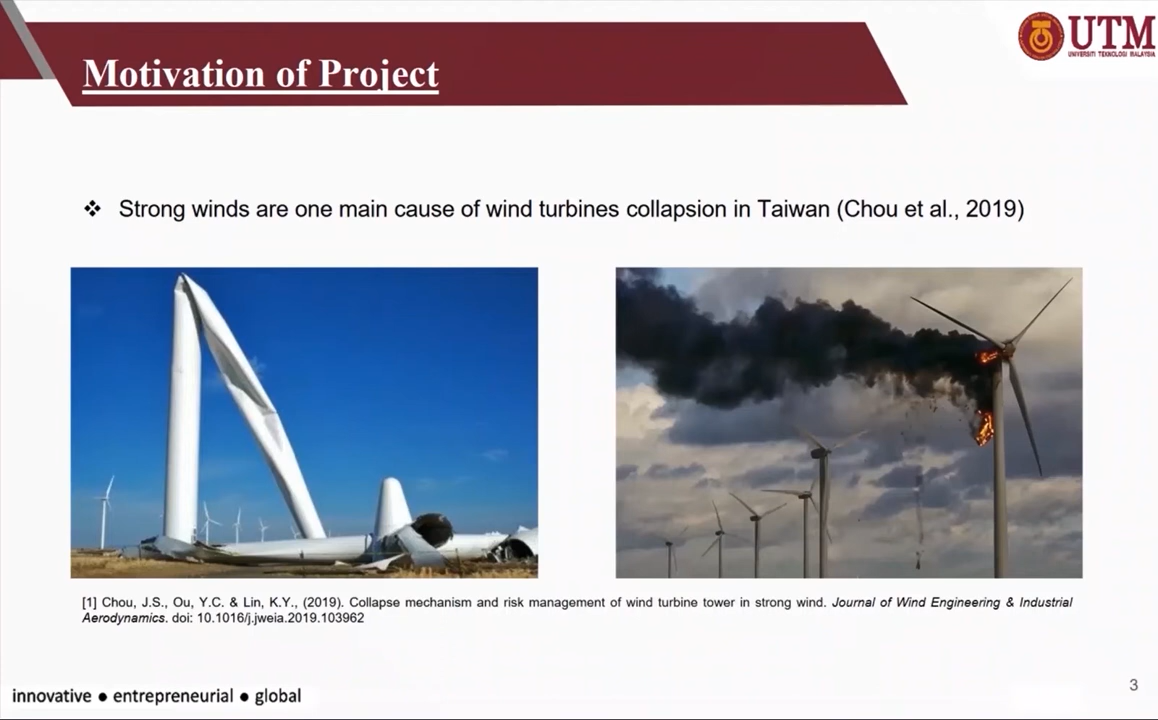 UTM
UNIVERSITI TEKNOLOGI MALAYSIA
Motivation of Project
❖ Strong winds are one main cause of wind turbines collapsion in Taiwan (Chou et al., 2019)
[1] Chou, J.S., Ou, Y.C. & Lin, K.Y., (2019). Collapse mechanism and risk management of wind turbine tower in strong wind. Journal of Wind Engineering & Industrial
Aerodynamics. doi: 10.1016/j.jweia.2019.103962
innovative ● entrepreneurial ● global
3